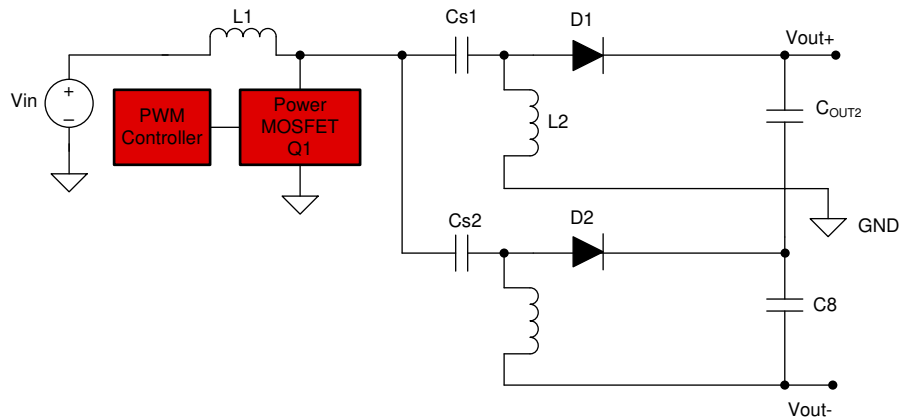 L1
Cs1
D1
Vout+
Vin
+
−
PWM
Controller
Power
MOSFET
Q1
L2
COUT2
Cs2
D2
GND
C8
Vout-